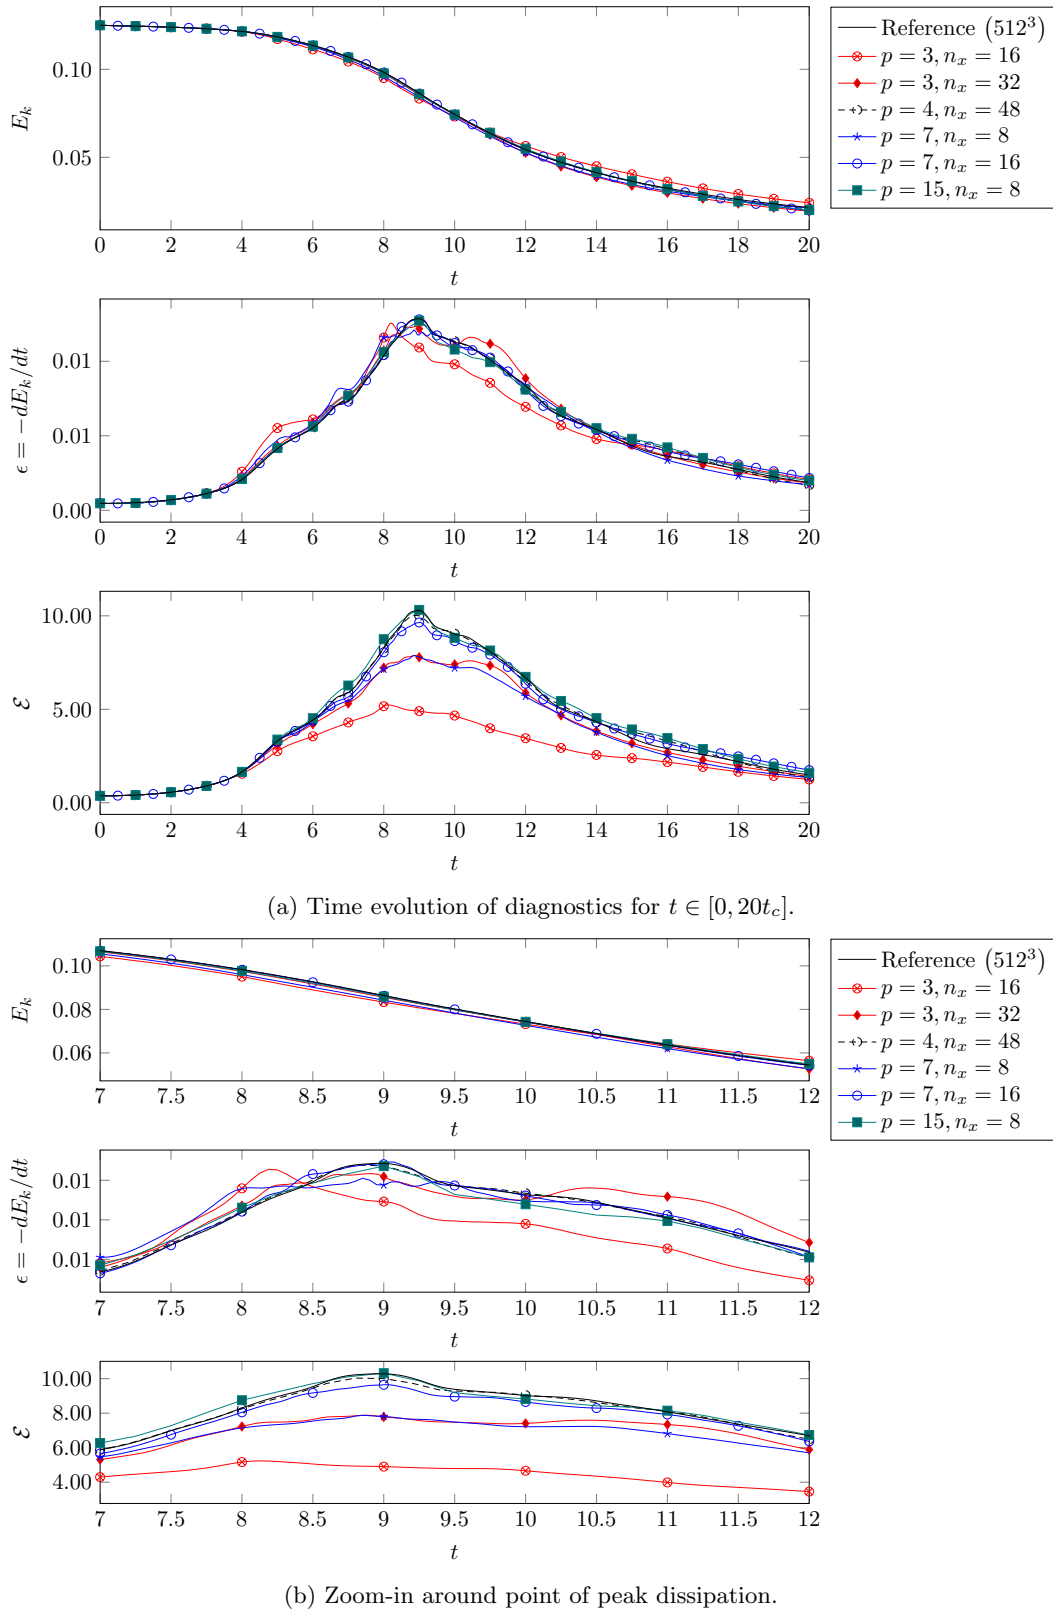 0.10
0.05
E_k
0 2 4 6 8 10 12 14 16 18 20
t
Reference (512^3)
p = 3, n_x = 16
p = 3, n_x = 32
p = 4, n_x = 48
p = 7, n_x = 8
p = 7, n_x = 16
p = 15, n_x = 8
0.01
0.01
0.00
ϵ = −dE_k/dt
0 2 4 6 8 10 12 14 16 18 20
t
10.00
5.00
0.00
ℰ
0 2 4 6 8 10 12 14 16 18 20
t
(a) Time evolution of diagnostics for t ∈ [0, 20t_c].
0.10
0.08
0.06
E_k
7 7.5 8 8.5 9 9.5 10 10.5 11 11.5 12
t
Reference (512^3)
p = 3, n_x = 16
p = 3, n_x = 32
p = 4, n_x = 48
p = 7, n_x = 8
p = 7, n_x = 16
p = 15, n_x = 8
0.01
0.01
0.01
ϵ = −dE_k/dt
7 7.5 8 8.5 9 9.5 10 10.5 11 11.5 12
t
10.00
8.00
6.00
4.00
ℰ
7 7.5 8 8.5 9 9.5 10 10.5 11 11.5 12
t
(b) Zoom-in around point of peak dissipation.